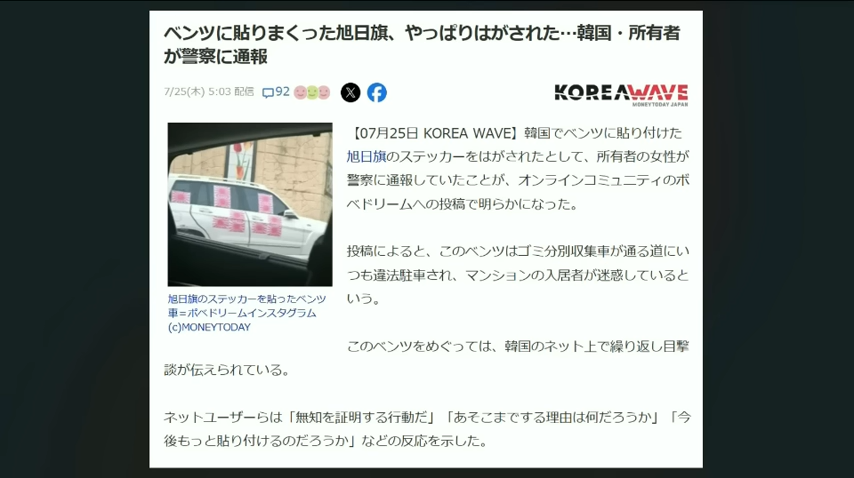 ベンツに貼りまくった旭日旗、やっぱりはがされた…韓国・所有者
が警察に通報
7/25(木) 5:03 配信
92
KOREAWAVE
MONEYTODAY JAPAN
【07月25日 KOREA WAVE】韓国でベンツに貼り付けた
旭日旗のステッカーをはがされたとして、所有者の女性が
警察に通報していたことが、オンラインコミュニティのポ
ベドリームへの投稿で明らかになった。
投稿によると、このベンツはゴミ分別収集車が通る道にい
つも違法駐車され、マンションの入居者が迷惑していると
いう。
旭日旗のステッカーを貼ったベンツ
車＝ポベドリームインスタグラム
(c)MONEYTODAY
このベンツをめぐっては、韓国のネット上で繰り返し目撃
談が伝えられている。
ネットユーザーらは「無知を証明する行動だ」「あそこまでする理由は何だろうか」「今
後もっと貼り付けるのだろうか」などの反応を示した。